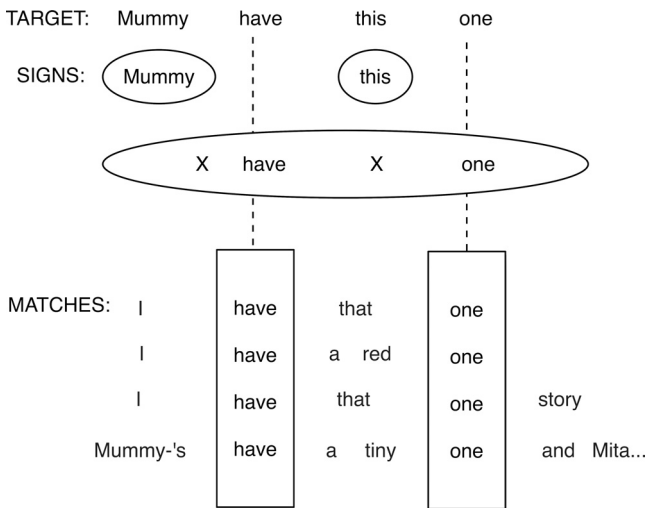 TARGET: Mummy have this one
SIGNS: Mummy this
X have X one
MATCHES: I have that one
I have a red one
I have that one story
Mummy-'s have a tiny one and Mita...